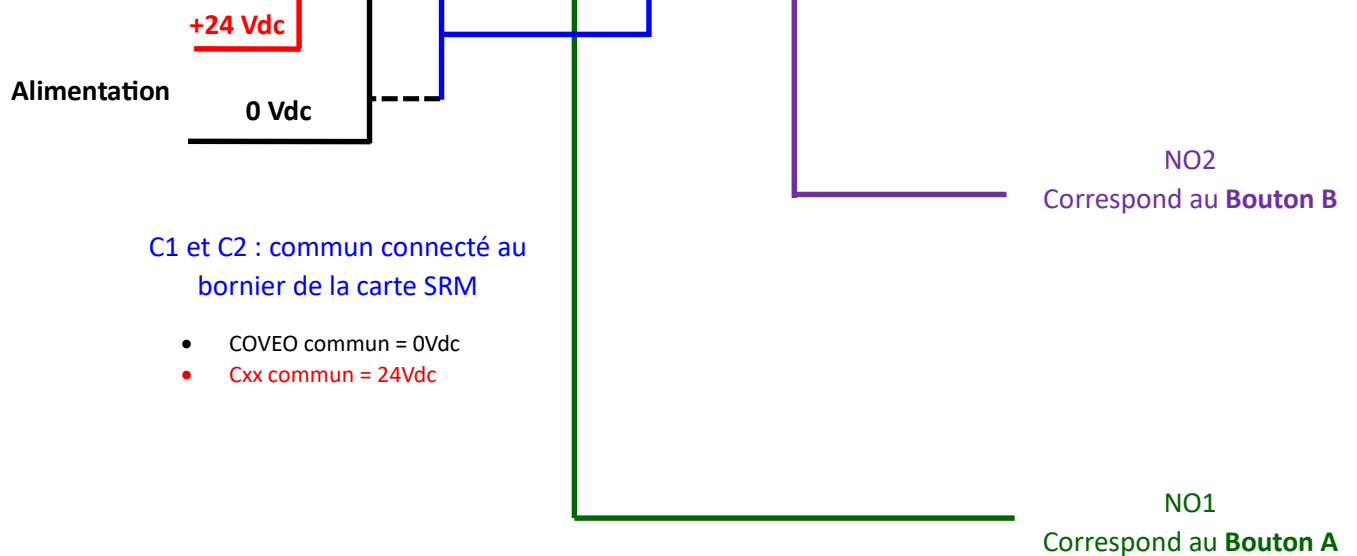 +24 Vdc
Alimentation
0 Vdc
NO2
Correspond au Bouton B
C1 et C2 : commun connecté au
bornier de la carte SRM
• COVEO commun = 0Vdc
• Cxx commun = 24Vdc
NO1
Correspond au Bouton A